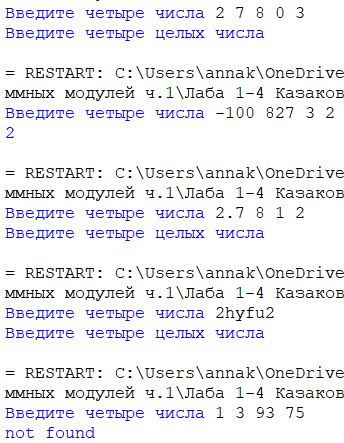 Введите четыре числа 2 7 8 0 3
Введите четыре целых числа
= RESTART: C:\Users\annak\OneDrive
ммных модулей ч.1\Лаба 1-4 Казаков
Введите четыре числа -100 827 3 2
2
= RESTART: C:\Users\annak\OneDrive
ммных модулей ч.1\Лаба 1-4 Казаков
Введите четыре числа 2.7 8 1 2
Введите четыре целых числа
= RESTART: C:\Users\annak\OneDrive
ммных модулей ч.1\Лаба 1-4 Казаков
Введите четыре числа 2hyfu2
Введите четыре целых числа
= RESTART: C:\Users\annak\OneDrive
ммных модулей ч.1\Лаба 1-4 Казаков
Введите четыре числа 1 3 93 75
not found